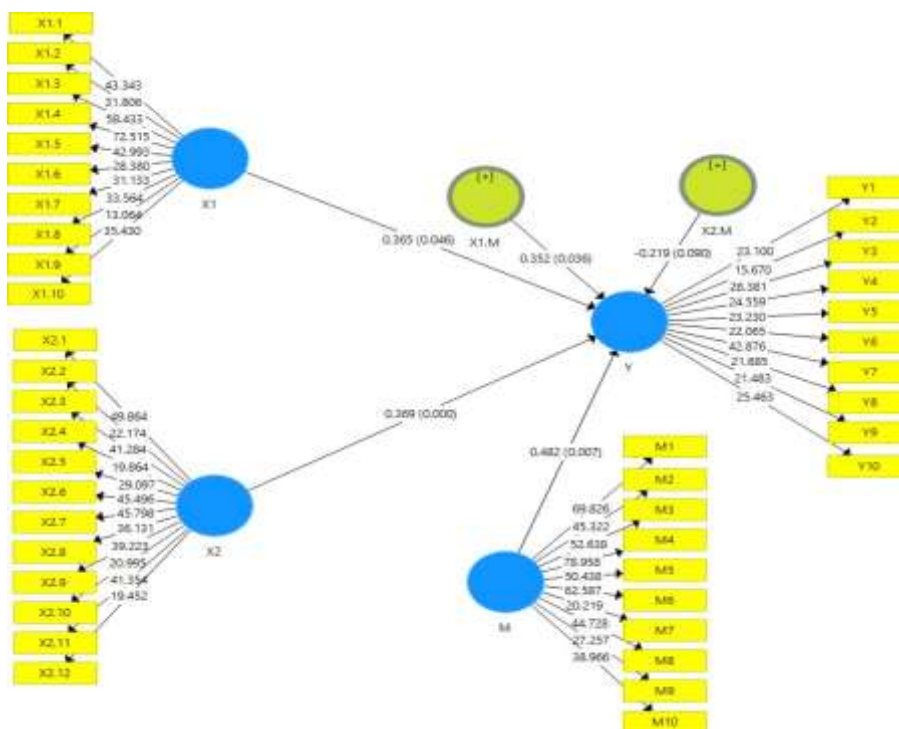 X1.1
X1.2
X1.3
X1.4
X1.5
X1.6
X1.7
X1.8
X1.9
X1.10
43.343
21.806
58.433
72.515
42.993
28.380
31.133
33.564
13.064
X1
[+]
X1.M
[+]
X2.M
0.365 (0.046)
0.352 (0.036)
-0.219 (0.090)
Y
Y1
Y2
Y3
Y4
Y5
Y6
Y7
Y8
Y9
Y10
23.100
15.670
28.381
24.559
23.230
22.065
42.876
21.685
21.483
25.463
X2.1
X2.2
X2.3
X2.4
X2.5
X2.6
X2.7
X2.8
X2.9
X2.10
X2.11
X2.12
49.864
22.174
41.284
19.864
29.097
45.496
45.798
36.131
39.223
20.995
41.354
19.452
X2
0.369 (0.000)
0.482 (0.007)
M
69.826
45.322
52.638
78.958
50.438
62.587
20.219
44.728
27.257
38.966
M1
M2
M3
M4
M5
M6
M7
M8
M9
M10